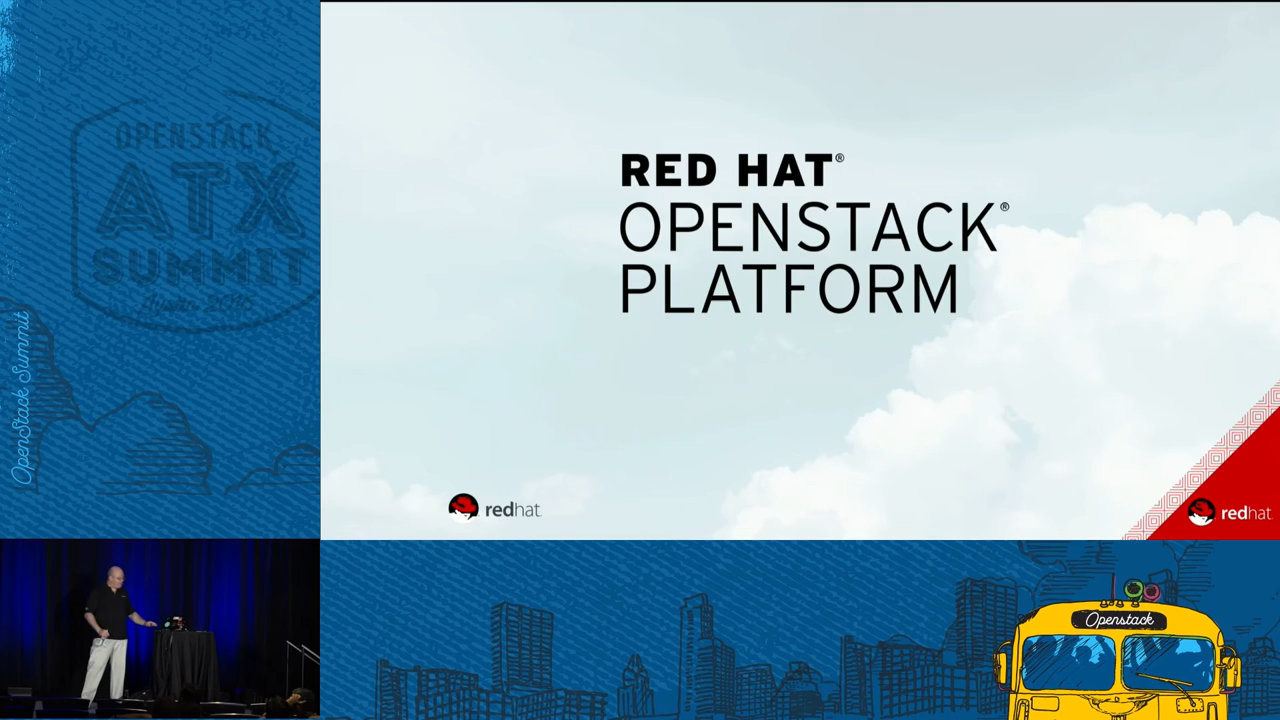 OPENSTACK
ATX
SUMMIT
OpenStack Summit
RED HAT®
OPENSTACK®
PLATFORM
redhat.
redhat.
Openstack